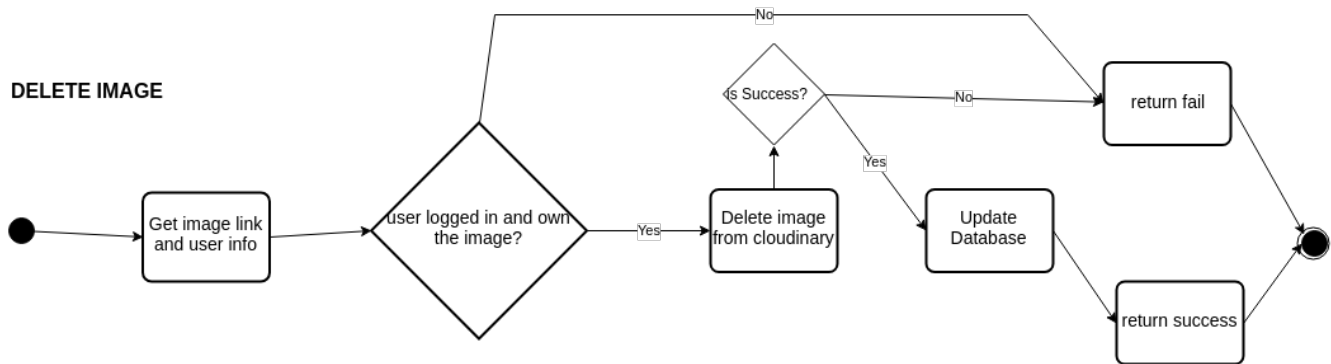 No
DELETE IMAGE
Is Success?
No
return fail
Yes
Get image link
and user info
user logged in and own
the image?
Yes
Delete image
from cloudinary
Update
Database
return success